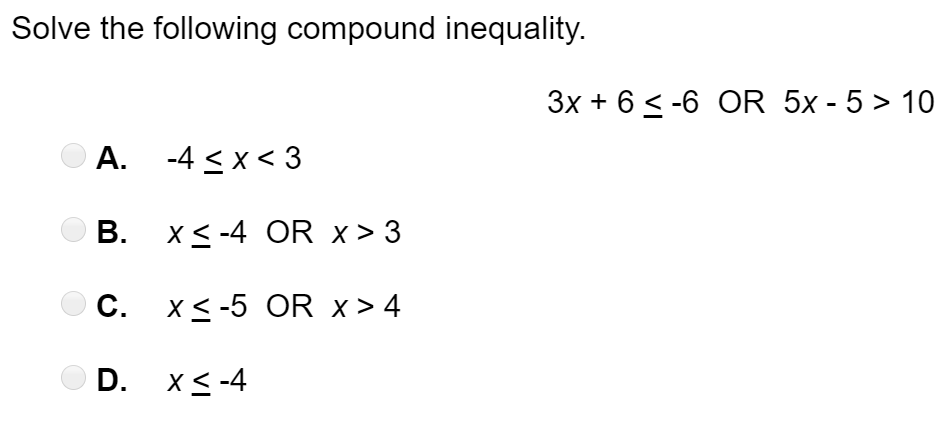 Solve the following compound inequality.
3x + 6 ≤ -6 OR 5x - 5 > 10
A. -4 ≤ x < 3
B. x ≤ -4 OR x > 3
C. x ≤ -5 OR x > 4
D. x ≤ -4